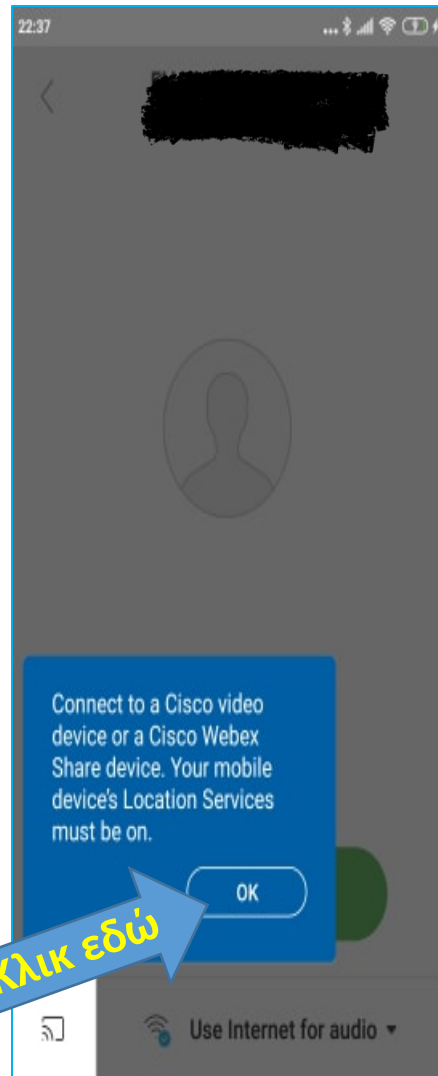 22:37
Connect to a Cisco video
device or a Cisco Webex
Share device. Your mobile
device's Location Services
must be on.
OK
Κλικ εδώ
Use Internet for audio